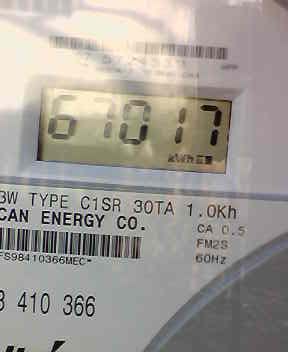 67017
kWh
3W TYPE C1SR 30TA 1.0Kh
CAN ENERGY CO.
CA 0.5
FM2S
FS98410366MEC*
60Hz
3 410 366